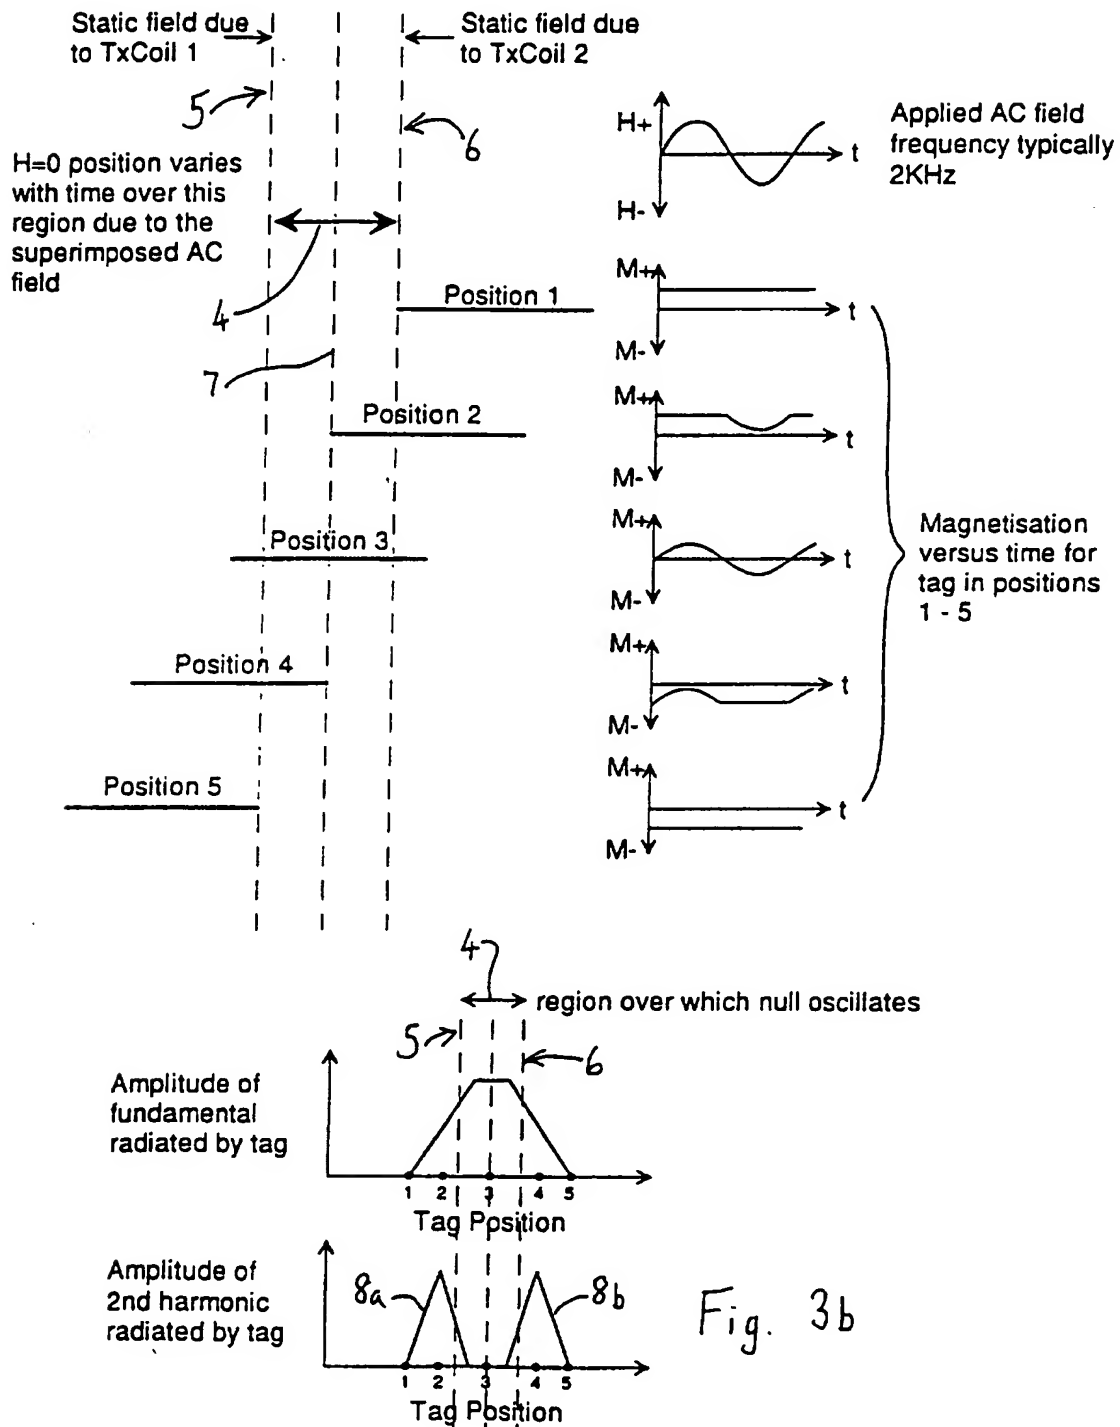 Static field due
to TxCoil 1
Static field due
to TxCoil 2
5
6
H=0 position varies
with time over this
region due to the
superimposed AC
field
H+
t
H-
Applied AC field
frequency typically
2KHz
4
7
Position 1
M+
t
M-
Position 2
M+
t
M-
Position 3
M+
t
M-
Position 4
M+
t
M-
Position 5
M+
t
M-
Magnetisation
versus time for
tag in positions
1 - 5
4
region over which null oscillates
5
6
Amplitude of
fundamental
radiated by tag
1 2 3 4 5
Tag Position
Amplitude of
2nd harmonic
radiated by tag
8a
8b
1 2 3 4 5
Tag Position
Fig. 3b